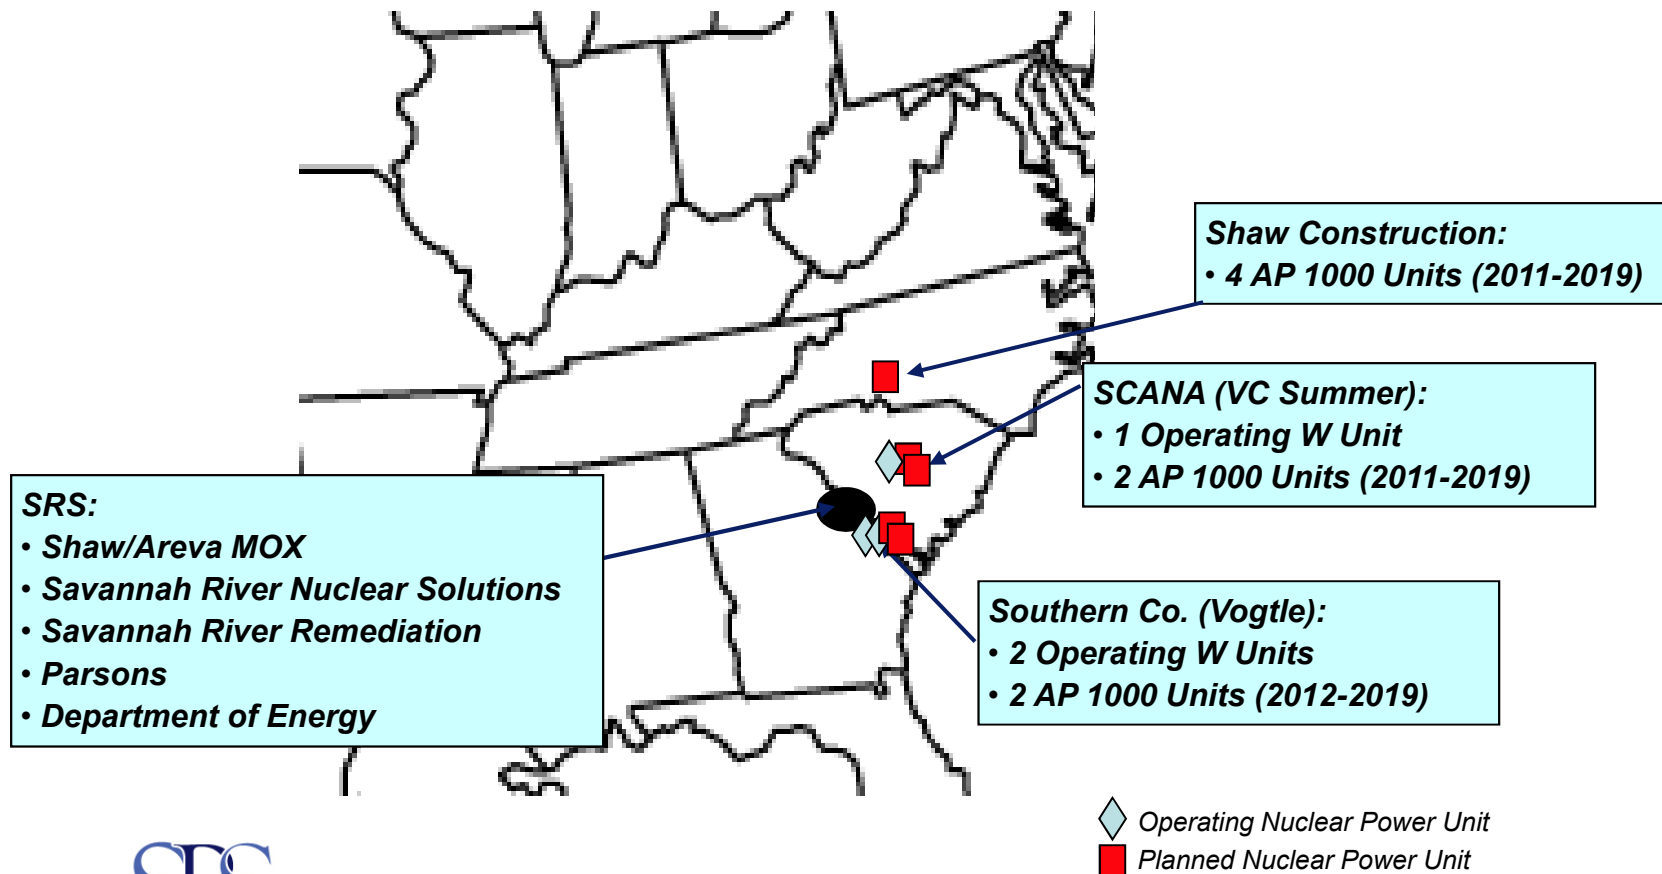 Shaw Construction:
• 4 AP 1000 Units (2011-2019)
SCANA (VC Summer):
• 1 Operating W Unit
• 2 AP 1000 Units (2011-2019)
SRS:
• Shaw/Areva MOX
• Savannah River Nuclear Solutions
• Savannah River Remediation
• Parsons
• Department of Energy
Southern Co. (Vogtle):
• 2 Operating W Units
• 2 AP 1000 Units (2012-2019)
Operating Nuclear Power Unit
Planned Nuclear Power Unit